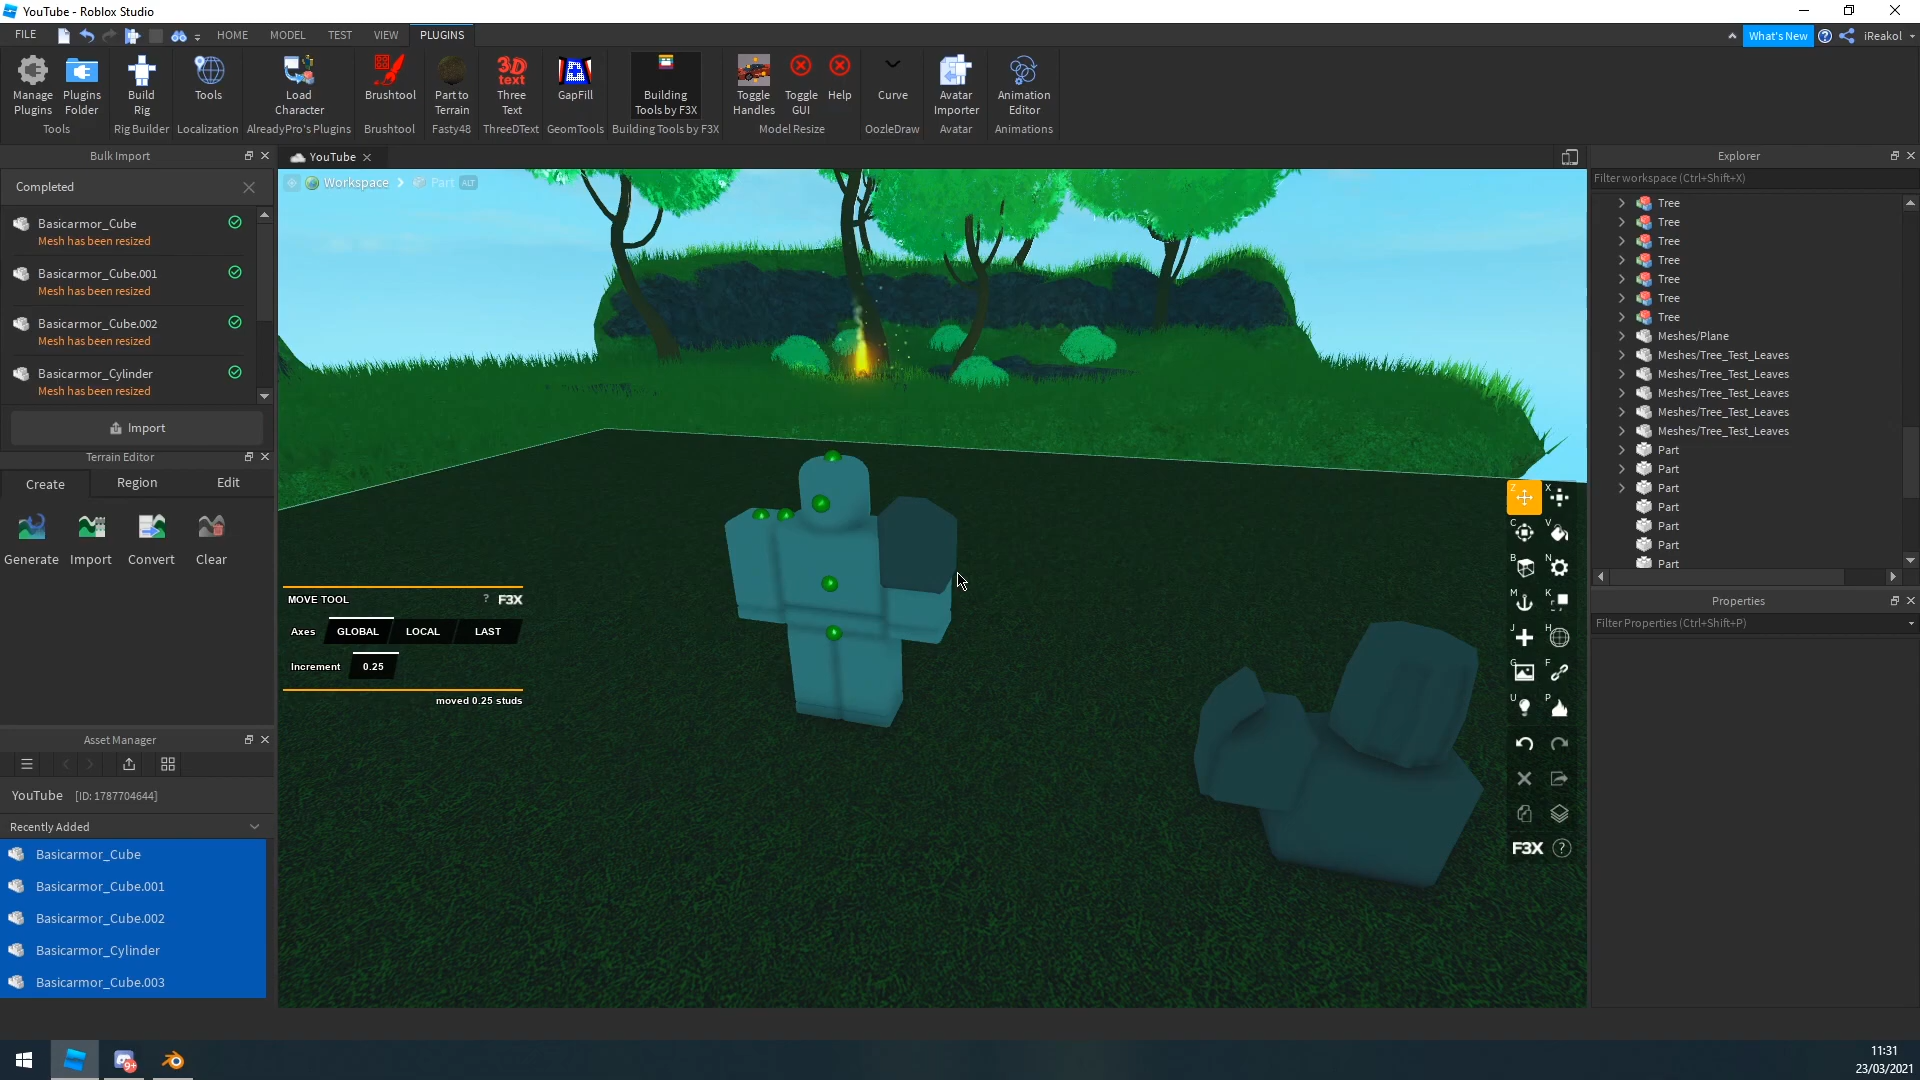 YouTube - Roblox Studio
FILE
HOME
MODEL
TEST
VIEW
PLUGINS
What's New
iReakol
Manage
Plugins
Plugins
Folder
Build
Rig
Tools
Load
Character
Brushtool
Part to
Terrain
Three
Text
3D
text
GapFill
Building
Tools by F3X
Toggle
Handles
Toggle
GUI
Help
Curve
Avatar
Importer
Animation
Editor
Tools
Rig Builder
Localization
AlreadyPro's Plugins
Brushtool
Fasty48
ThreeDText
GeomTools
Building Tools by F3X
Model Resize
OozleDraw
Avatar
Animations
Bulk Import
Completed
Basicarmor_Cube
Mesh has been resized
Basicarmor_Cube.001
Mesh has been resized
Basicarmor_Cube.002
Mesh has been resized
Basicarmor_Cylinder
Mesh has been resized
Import
Terrain Editor
Create
Region
Edit
Generate
Import
Convert
Clear
Asset Manager
YouTube [ID: 1787704644]
Recently Added
Basicarmor_Cube
Basicarmor_Cube.001
Basicarmor_Cube.002
Basicarmor_Cylinder
Basicarmor_Cube.003
YouTube
Workspace
Part
ALT
MOVE TOOL
? F3X
Axes GLOBAL LOCAL LAST
Increment 0.25
moved 0.25 studs
Z X
C V
B N
M K
J H
G F
U P
F3X ?
Explorer
Filter workspace (Ctrl+Shift+X)
Tree
Tree
Tree
Tree
Tree
Tree
Tree
Meshes/Plane
Meshes/Tree_Test_Leaves
Meshes/Tree_Test_Leaves
Meshes/Tree_Test_Leaves
Meshes/Tree_Test_Leaves
Meshes/Tree_Test_Leaves
Part
Part
Part
Part
Part
Part
Part
Properties
Filter Properties (Ctrl+Shift+P)
9+
11:31
23/03/2021